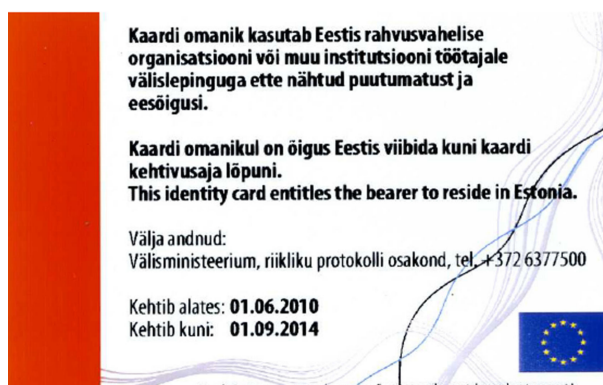 Kaardi omanik kasutab Eestis rahvusvahelise
organisatsiooni või muu institutsiooni töötajale
välislepinguga ette nähtud puutumatust ja
eesõigusi.
Kaardi omanikul on õigus Eestis viibida kuni kaardi
kehtivusaja lõpuni.
This identity card entitles the bearer to reside in Estonia.
Välja andnud:
Välisministeerium, riikliku protokolli osakond, tel. +372 6377500
Kehtib alates: 01.06.2010
Kehtib kuni: 01.09.2014